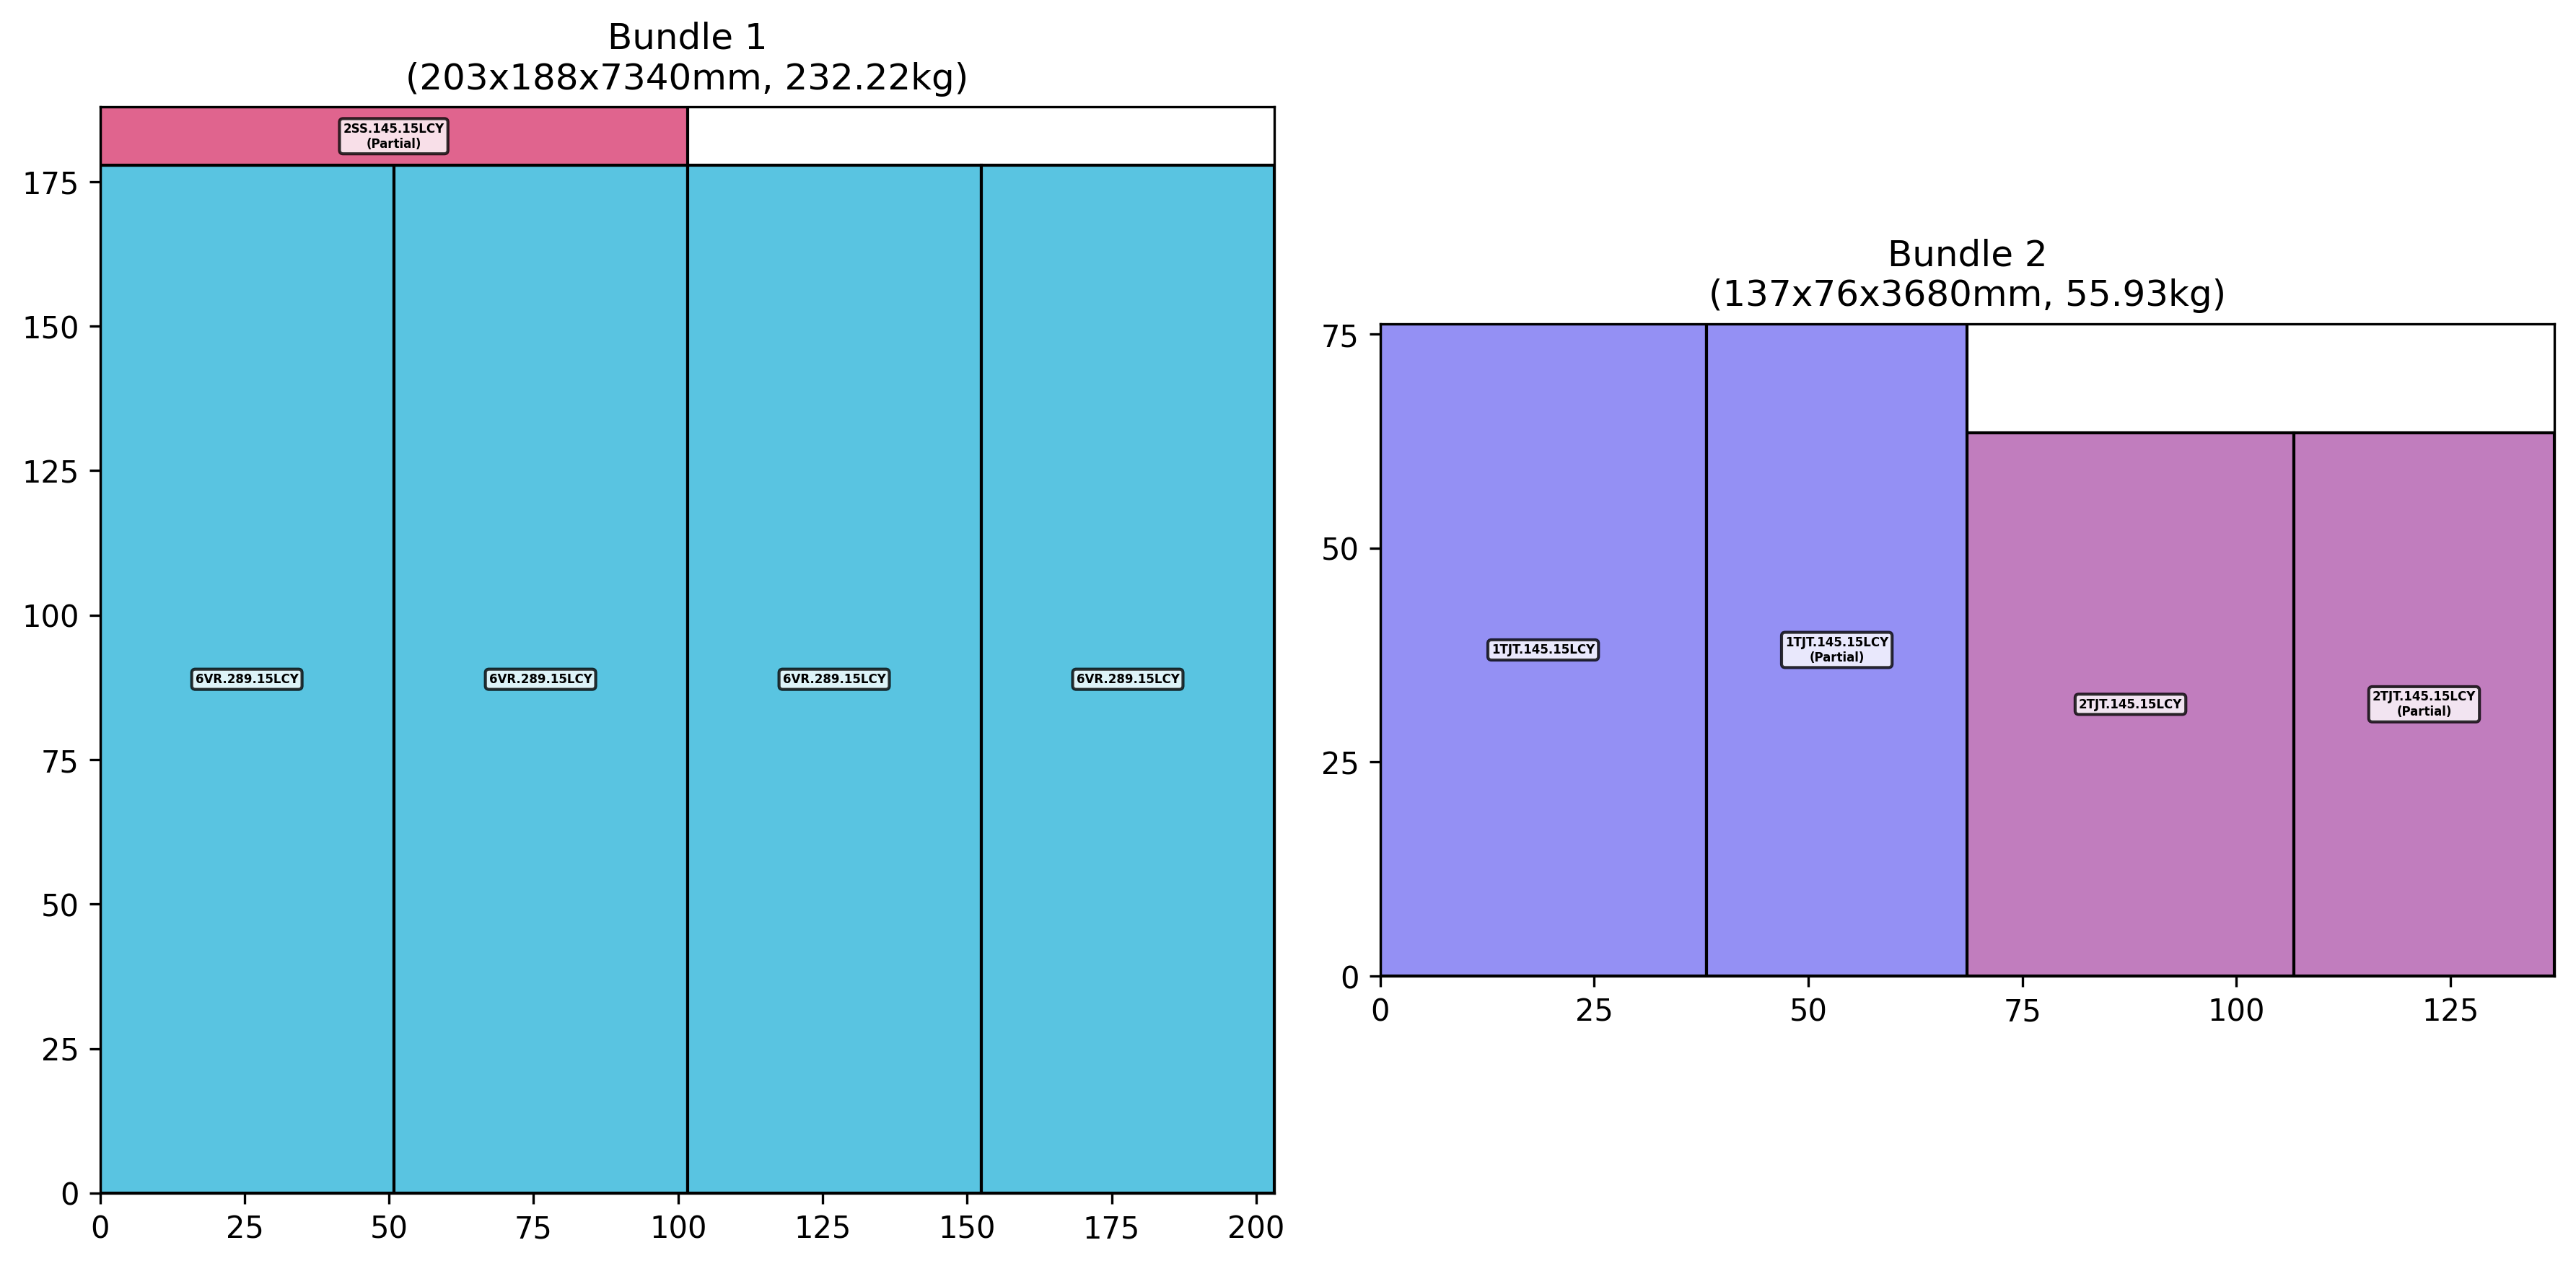 Bundle 1
(203x188x7340mm, 232.22kg)
2SS.145.15LCY
(Partial)
175
150
125
100
75
50
25
0
6VR.289.15LCY
6VR.289.15LCY
6VR.289.15LCY
6VR.289.15LCY
0
25
50
75
100
125
150
175
200
Bundle 2
(137x76x3680mm, 55.93kg)
75
50
25
0
1TJT.145.15LCY
1TJT.145.15LCY
(Partial)
2TJT.145.15LCY
2TJT.145.15LCY
(Partial)
0
25
50
75
100
125